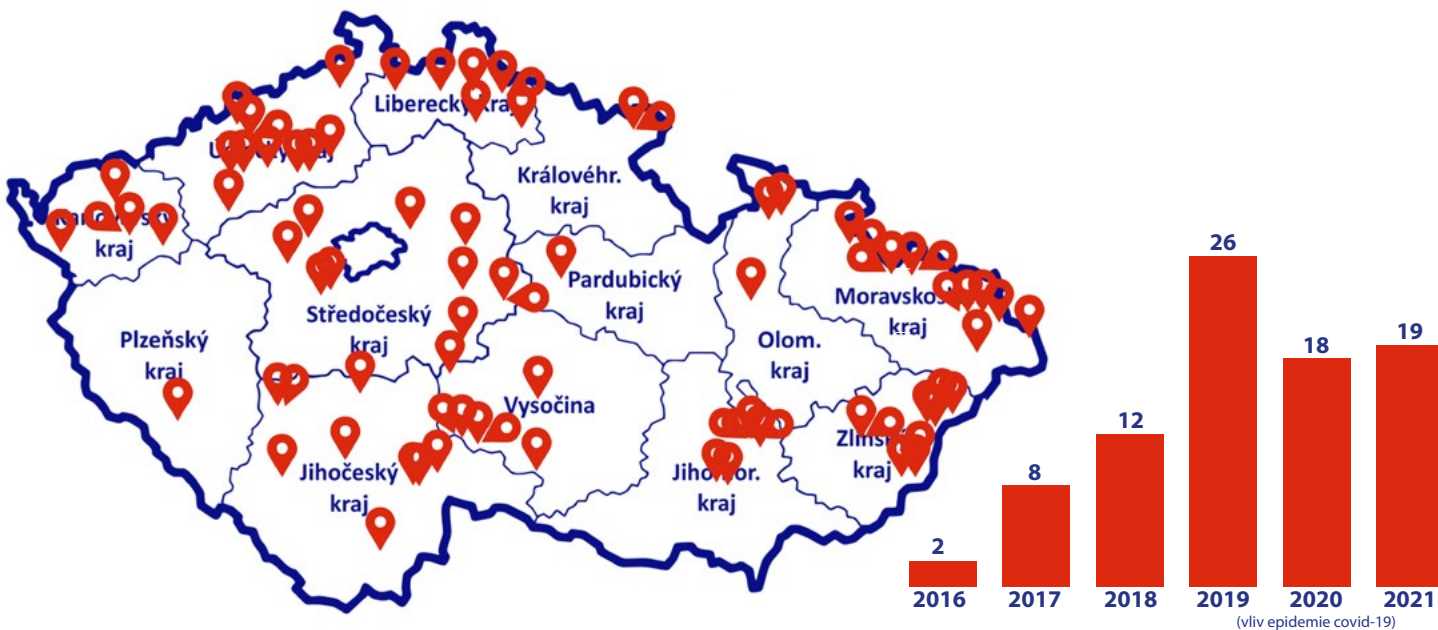 Liberecký kraj
kraj
Královéhr.
kraj
kraj
Pardubický
kraj
Středočeský
kraj
Plzeňský
kraj
Olom.
kraj
kraj
Vysočina
Jihočeský
kraj
kraj
kraj
26
19
18
12
8
2
2016
2017
2018
2019
2020
2021
(vliv epidemie covid-19)